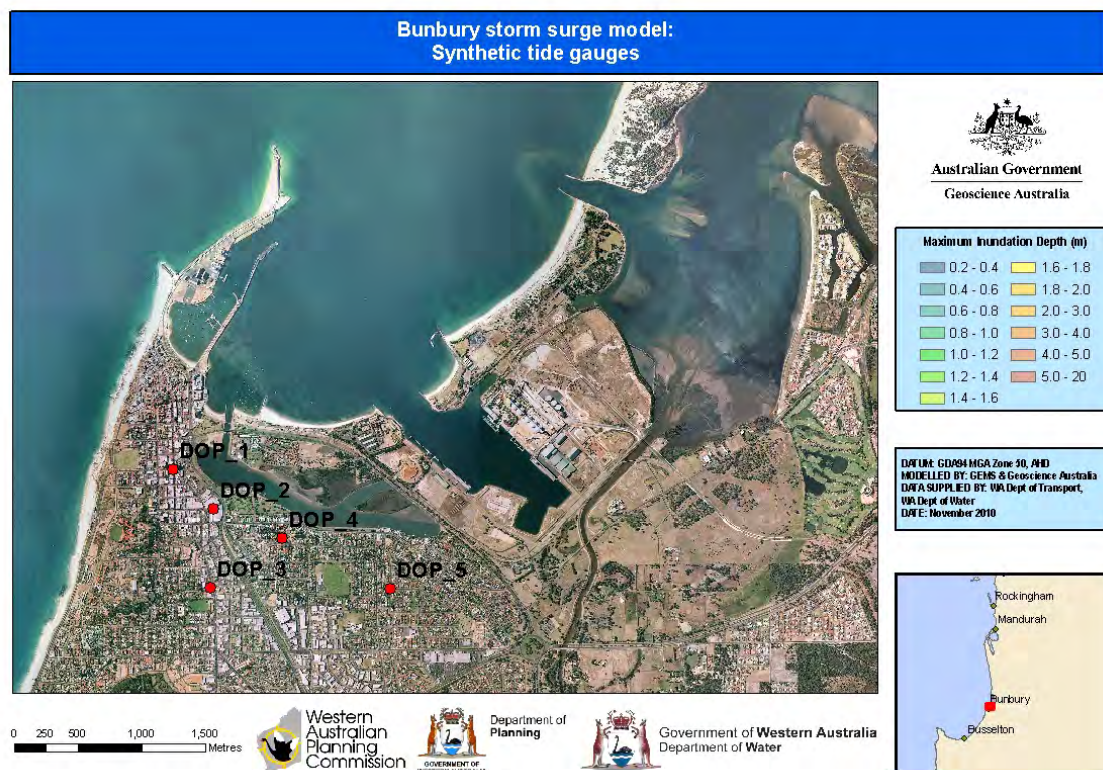 Bunbury storm surge model:
Synthetic tide gauges
DOP_1
DOP_2
DOP_4
DOP_3
DOP_5
Australian Government
Geoscience Australia
Maximum Inundation Depth (m)
0.2 - 0.4
0.4 - 0.6
0.6 - 0.8
0.8 - 1.0
1.0 - 1.2
1.2 - 1.4
1.4 - 1.6
1.6 - 1.8
1.8 - 2.0
2.0 - 3.0
3.0 - 4.0
4.0 - 5.0
5.0 - 20
DATUM: GDA94 MGA Zone 50, AHD
MODELLED BY: GEMS & Geoscience Australia
DATA SUPPLIED BY: WA Dept of Transport,
WA Dept of Water
DATE: November 2010
Rockingham
Mandurah
Bunbury
Busselton
0 250 500 1,000 1,500
Metres
Western
Australian
Planning
Commission
Department of
Planning
GOVERNMENT OF
WESTERN AUSTRALIA
Government of Western Australia
Department of Water